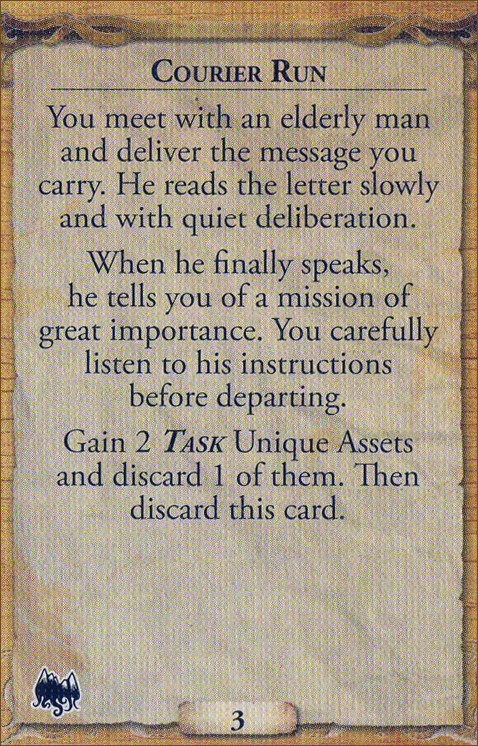 COURIER RUN
You meet with an elderly man
and deliver the message you
carry. He reads the letter slowly
and with quiet deliberation.
When he finally speaks,
he tells you of a mission of
great importance. You carefully
listen to his instructions
before departing.
Gain 2 TASK Unique Assets
and discard 1 of them. Then
discard this card.
3